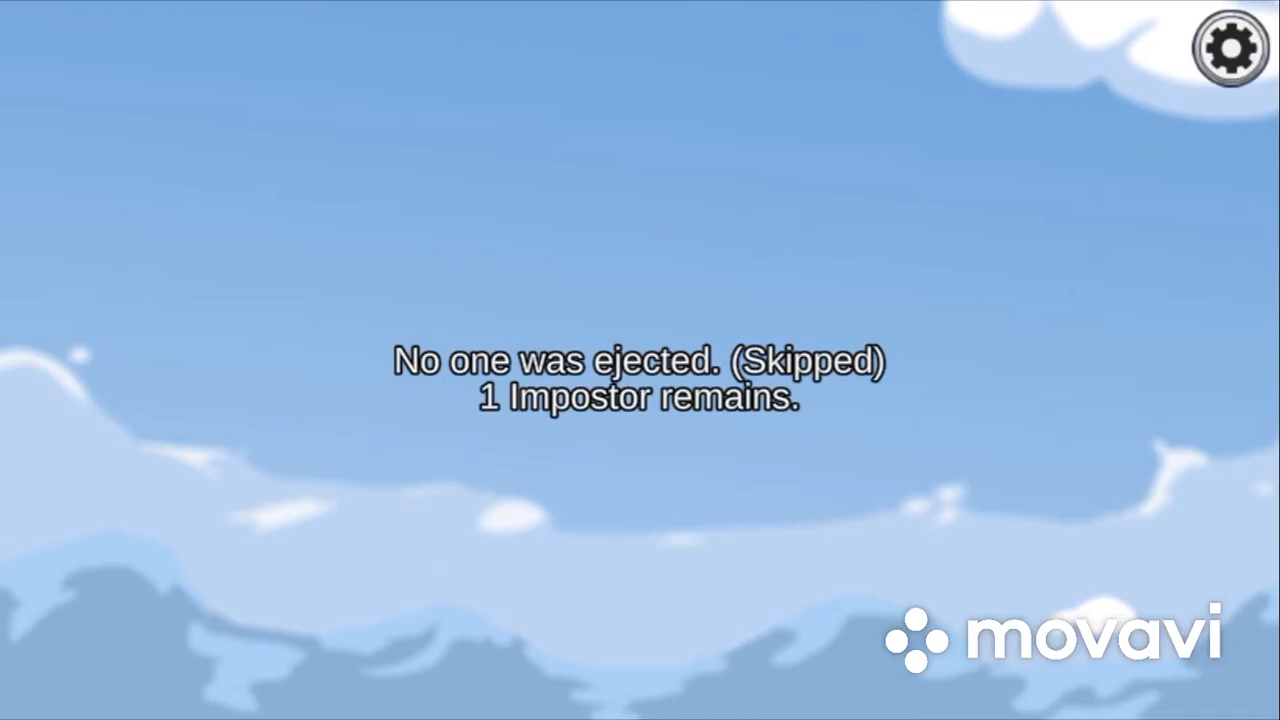 No one was ejected. (Skipped)
1 Impostor remains.
movavi